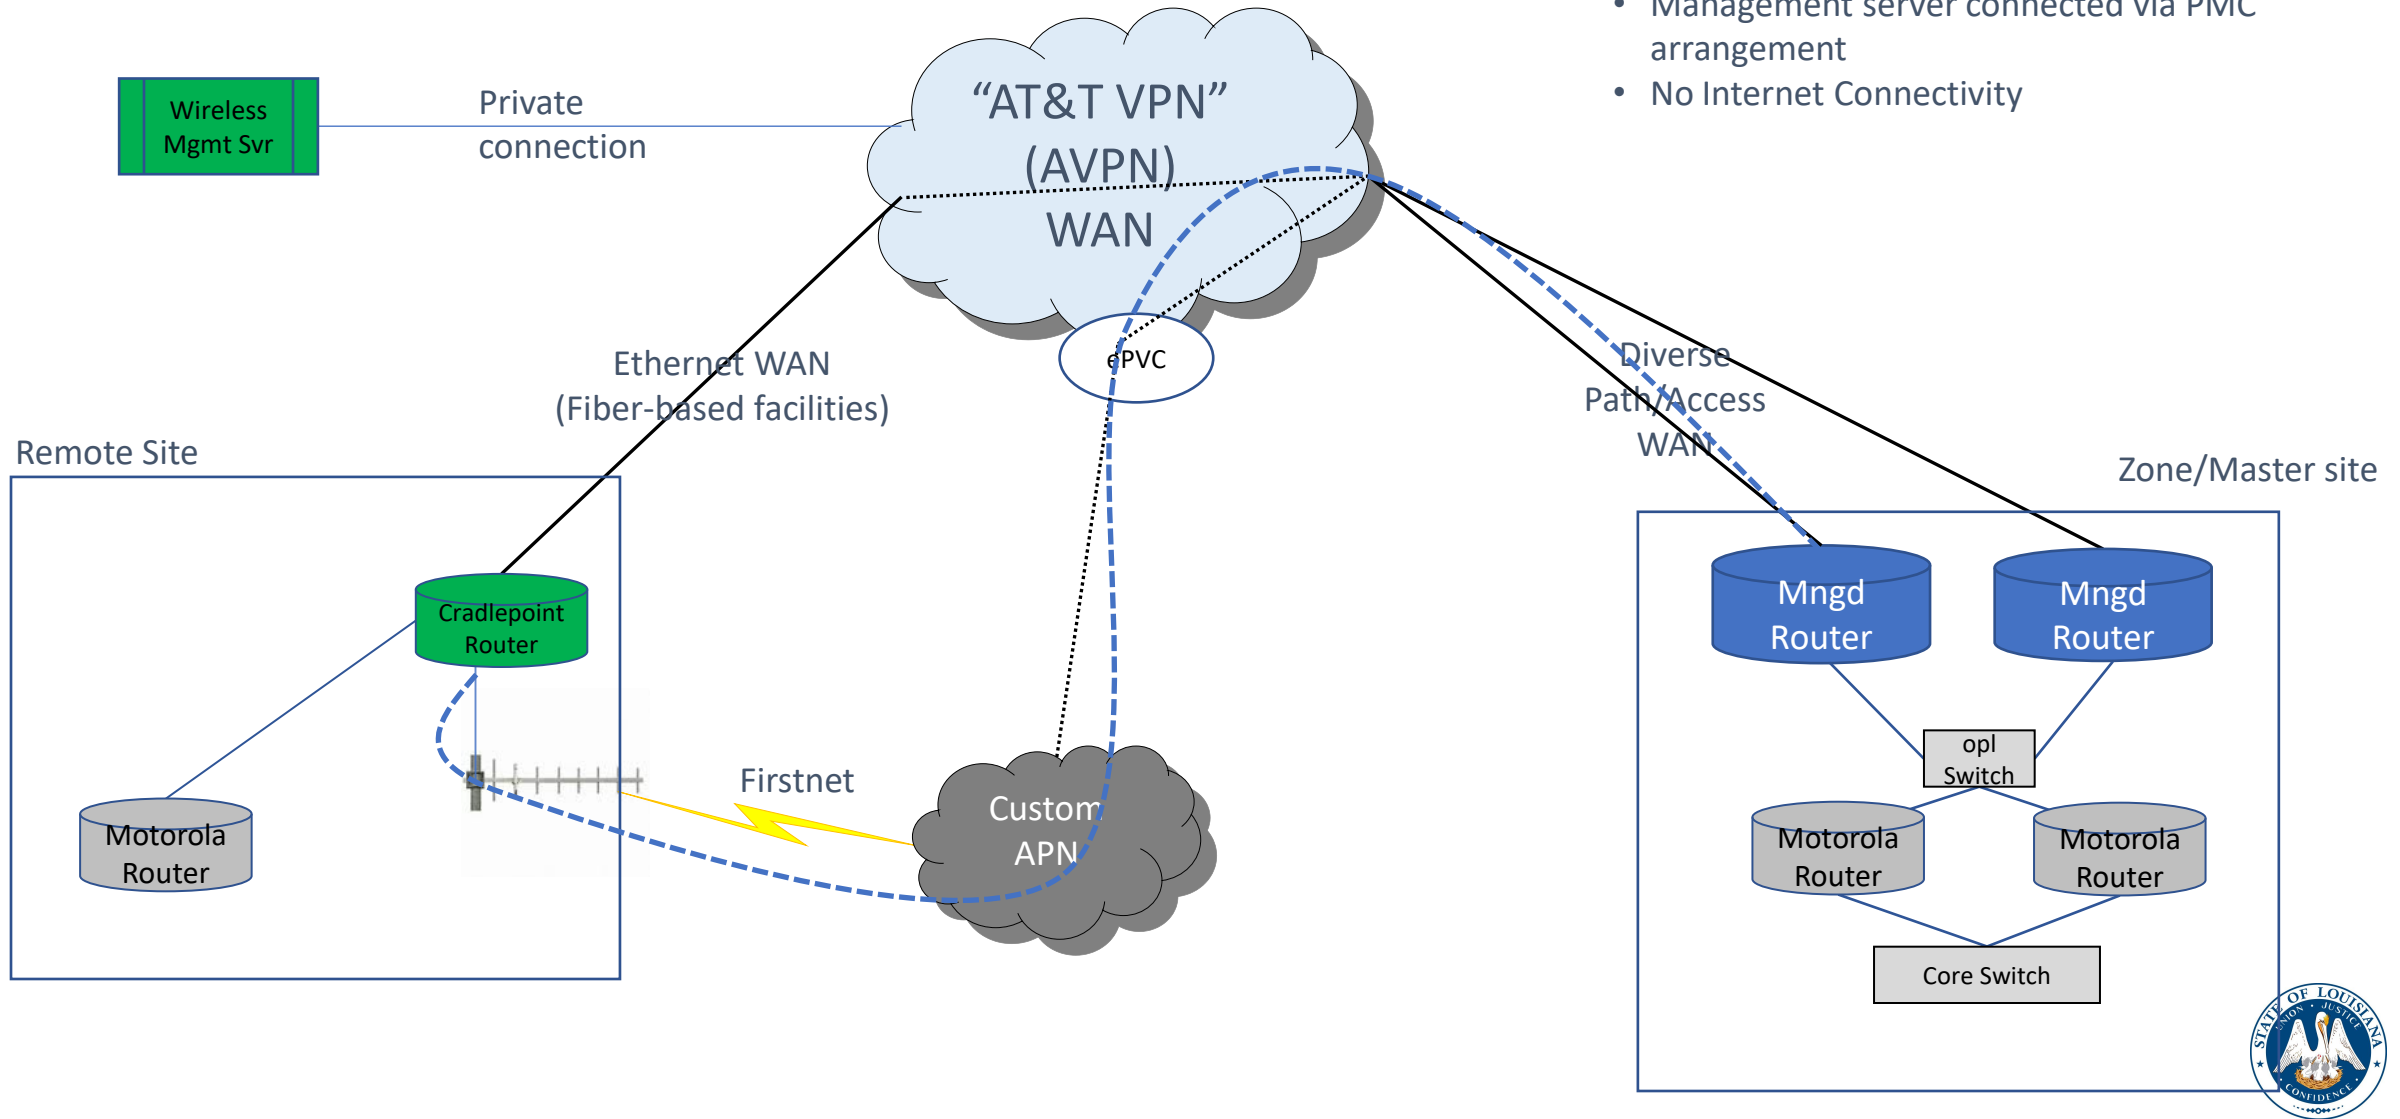 • Management server connected via PMC
arrangement
• No Internet Connectivity
Wireless
Mgmt Svr
Private
connection
“AT&T VPN”
(AVPN)
WAN
ePVC
Ethernet WAN
(Fiber-based facilities)
Diverse
Path/Access
WAN
Remote Site
Zone/Master site
Cradlepoint
Router
Motorola
Router
Firstnet
Custom
APN
Mngd
Router
Mngd
Router
opl
Switch
Motorola
Router
Motorola
Router
Core Switch
STATE OF LOUISIANA
UNION · JUSTICE
CONFIDENCE